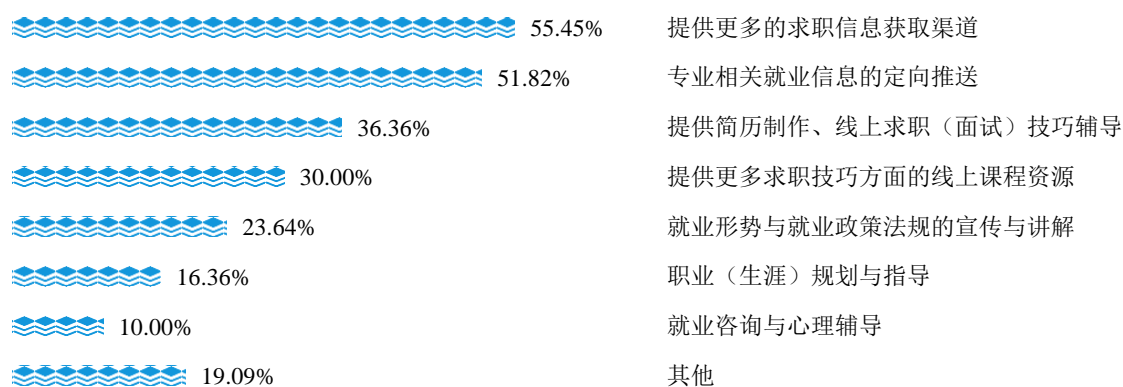 55.45% 提供更多的求职信息获取渠道
51.82% 专业相关就业信息的定向推送
36.36% 提供简历制作、线上求职（面试）技巧辅导
30.00% 提供更多求职技巧方面的线上课程资源
23.64% 就业形势与就业政策法规的宣传与讲解
16.36% 职业（生涯）规划与指导
10.00% 就业咨询与心理辅导
19.09% 其他